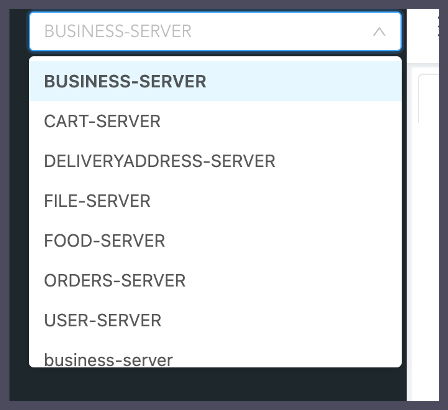 BUSINESS-SERVER
BUSINESS-SERVER
CART-SERVER
DELIVERYADDRESS-SERVER
FILE-SERVER
FOOD-SERVER
ORDERS-SERVER
USER-SERVER
business-server